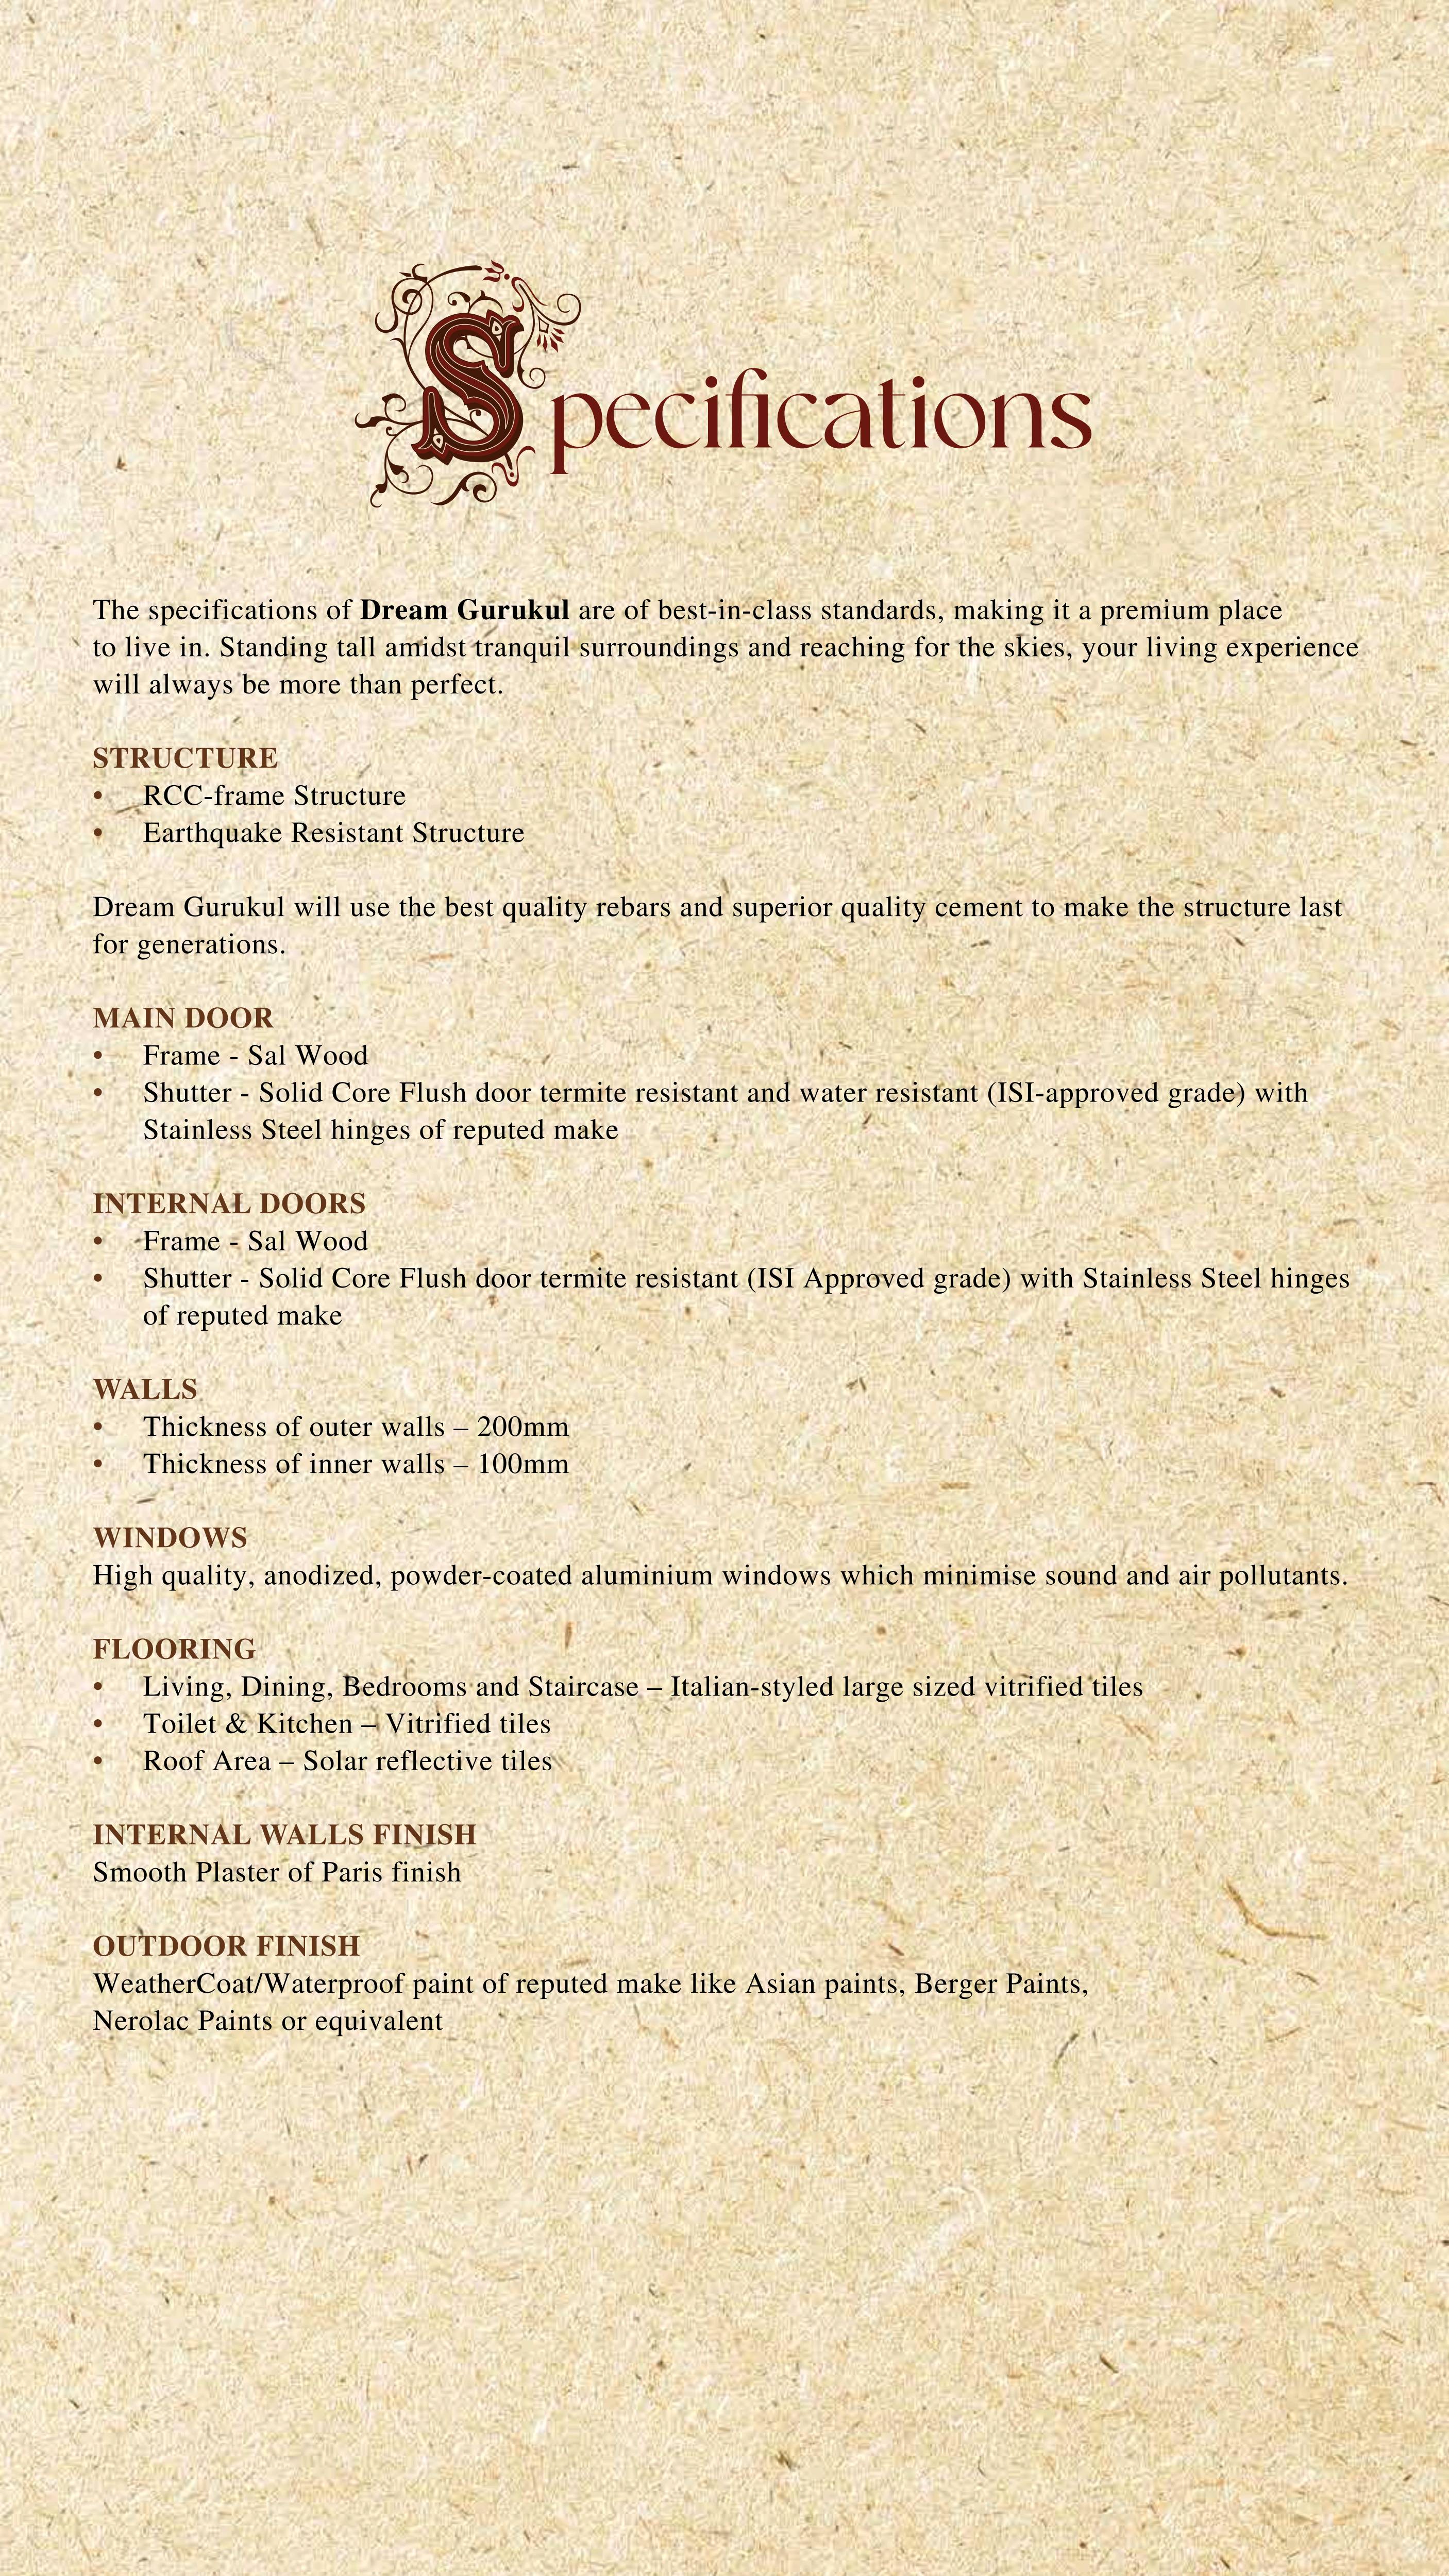 Specifications
The specifications of Dream Gurukul are of best-in-class standards, making it a premium place
to live in. Standing tall amidst tranquil surroundings and reaching for the skies, your living experience
will always be more than perfect.
STRUCTURE
• RCC-frame Structure
• Earthquake Resistant Structure
Dream Gurukul will use the best quality rebars and superior quality cement to make the structure last
for generations.
MAIN DOOR
• Frame - Sal Wood
• Shutter - Solid Core Flush door termite resistant and water resistant (ISI-approved grade) with
Stainless Steel hinges of reputed make
INTERNAL DOORS
• Frame - Sal Wood
• Shutter - Solid Core Flush door termite resistant (ISI Approved grade) with Stainless Steel hinges
of reputed make
WALLS
• Thickness of outer walls – 200mm
• Thickness of inner walls – 100mm
WINDOWS
High quality, anodized, powder-coated aluminium windows which minimise sound and air pollutants.
FLOORING
• Living, Dining, Bedrooms and Staircase – Italian-styled large sized vitrified tiles
• Toilet & Kitchen – Vitrified tiles
• Roof Area – Solar reflective tiles
INTERNAL WALLS FINISH
Smooth Plaster of Paris finish
OUTDOOR FINISH
WeatherCoat/Waterproof paint of reputed make like Asian paints, Berger Paints,
Nerolac Paints or equivalent